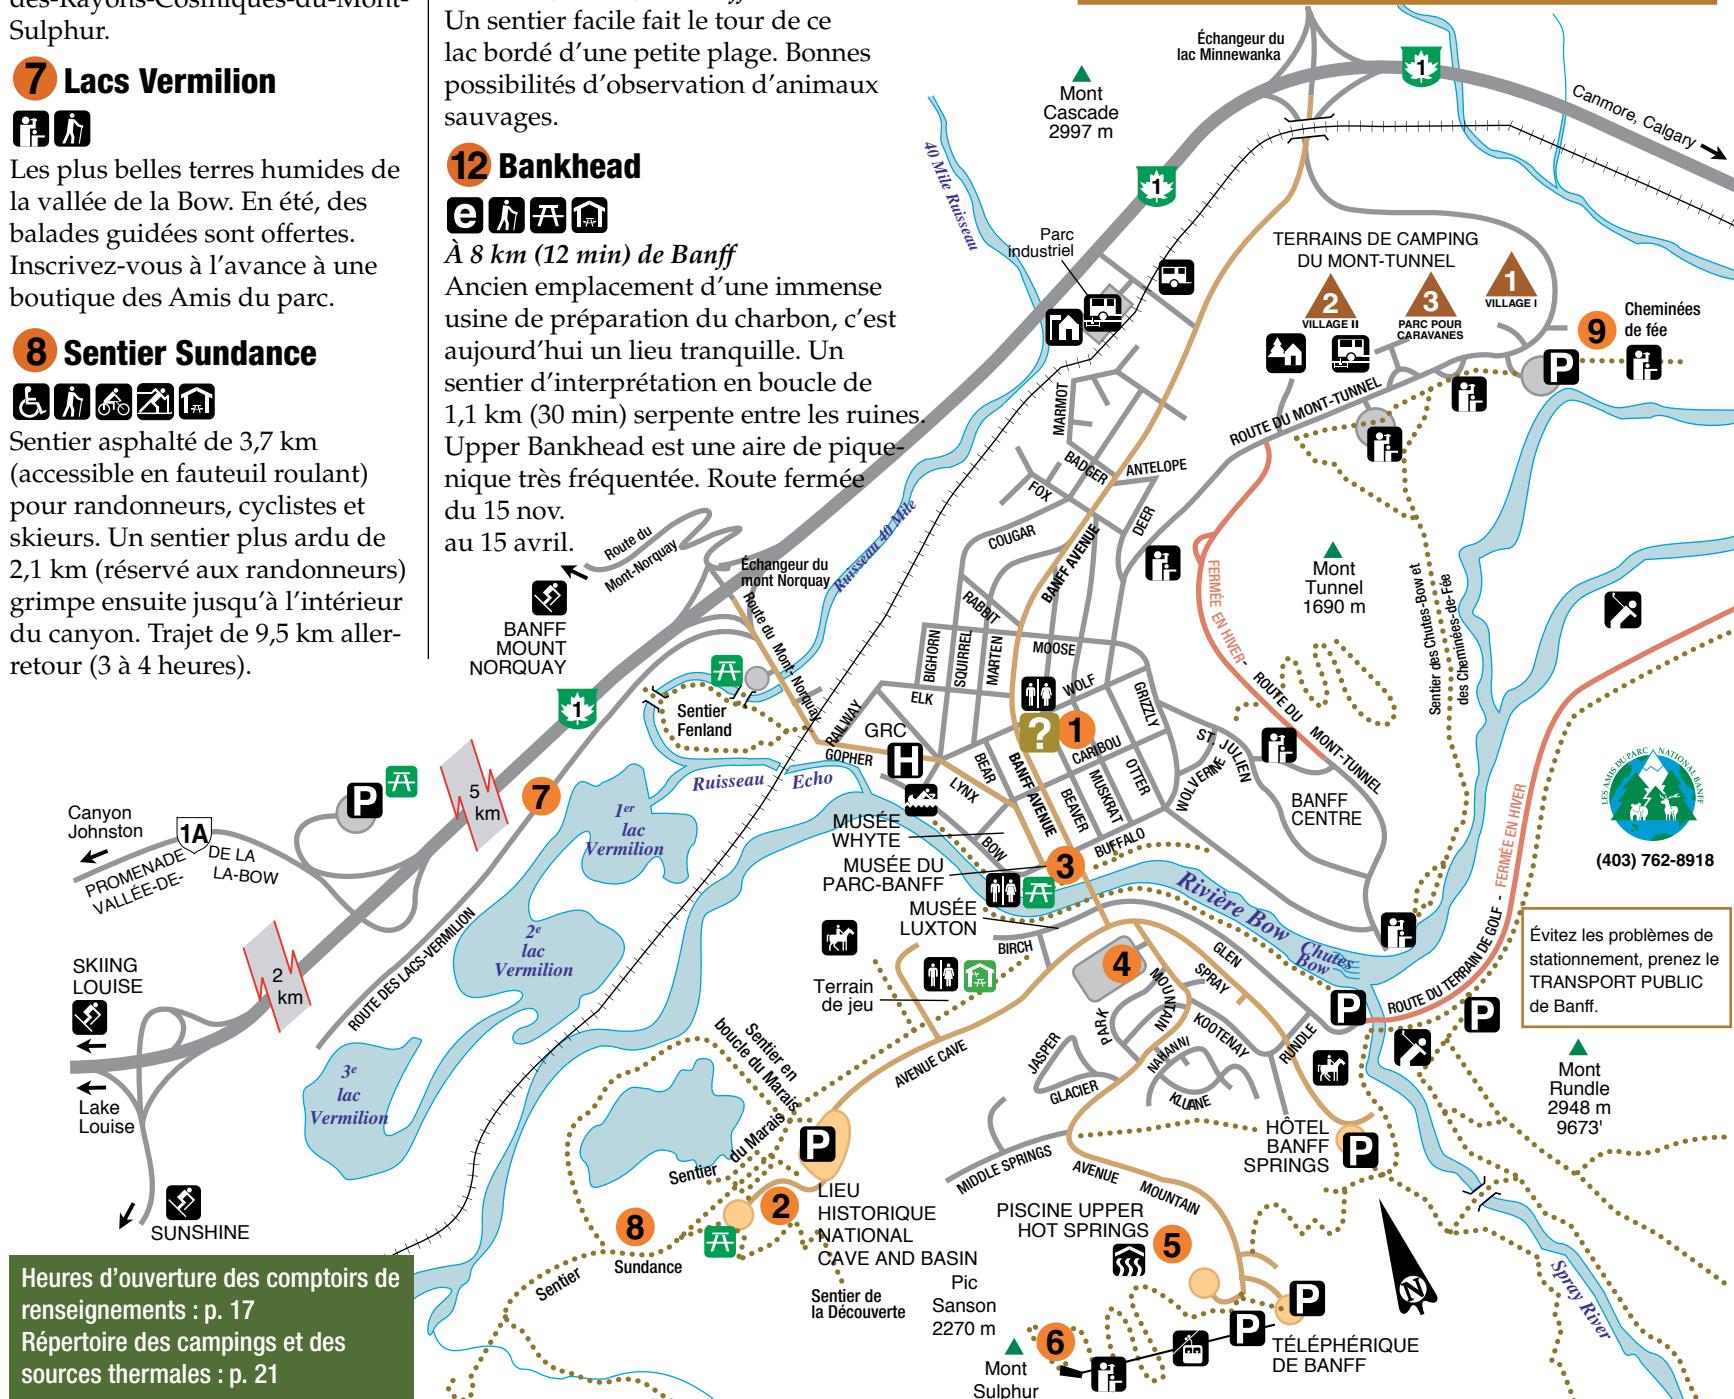 des-Rayons-Cosmiques-du-Mont-
Sulphur.
7 Lacs Vermilion
Les plus belles terres humides de
la vallée de la Bow. En été, des
balades guidées sont offertes.
Inscrivez-vous à l'avance à une
boutique des Amis du parc.
8 Sentier Sundance
Sentier asphalté de 3,7 km
(accessible en fauteuil roulant)
pour randonneurs, cyclistes et
skieurs. Un sentier plus ardu de
2,1 km (réservé aux randonneurs)
grimpe ensuite jusqu'à l'intérieur
du canyon. Trajet de 9,5 km aller-
retour (3 à 4 heures).
Un sentier facile fait le tour de ce
lac bordé d'une petite plage. Bonnes
possibilités d'observation d'animaux
sauvages.
12 Bankhead
e
À 8 km (12 min) de Banff
Ancien emplacement d'une immense
usine de préparation du charbon, c'est
aujourd'hui un lieu tranquille. Un
sentier d'interprétation en boucle de
1,1 km (30 min) serpente entre les ruines.
Upper Bankhead est une aire de pique-
nique très fréquentée. Route fermée
du 15 nov.
au 15 avril.
Échangeur du
lac Minnewanka
1
Canmore, Calgary
Mont
Cascade
2997 m
1
40 Mile Ruisseau
Parc
industriel
TERRAINS DE CAMPING
DU MONT-TUNNEL
2
VILLAGE II
3
PARC POUR
CARAVANES
1
VILLAGE I
9
Cheminées
de fée
P
ROUTE DU MONT-TUNNEL
MARMOT
BADGER
ANTELOPE
FOX
DEER
COUGAR
BANFF AVENUE
RABBIT
BIGHORN
SQUIRREL
MARTEN
MOOSE
ELK
WOLF
GRIZZLY
Mont
Tunnel
1690 m
FERMÉE EN HIVER - ROUTE DU MONT-TUNNEL
Sentier des Chutes-Bow et
des Cheminées-de-Fée
Route du
Mont-Norquay
Échangeur du
mont Norquay
Ruisseau 40 Mile
Route du Mont-Norquay
BANFF
MOUNT
NORQUAY
1
Sentier
Fenland
RAILWAY
GOPHER
GRC
H
?
1
LYNX
BEAR
BANFF AVENUE
CARIBOU
BEAVER
MUSKRAT
OTTER
WOLVERINE
ST. JULIEN
BUFFALO
BOW
BANFF
CENTRE
LES AMIS DU PARC NATIONAL BANFF
(403) 762-8918
Ruisseau Echo
7
5
km
P
Canyon
Johnston
1A
PROMENADE DE LA
VALLÉE-DE-LA-BOW
1er
lac
Vermilion
2e
lac
Vermilion
3e
lac
Vermilion
ROUTE DES LACS-VERMILION
2
km
SKIING
LOUISE
Lake
Louise
SUNSHINE
MUSÉE
WHYTE
MUSÉE DU
PARC-BANFF
3
MUSÉE
LUXTON
BIRCH
Terrain
de jeu
AVENUE CAVE
4
Rivière Bow
Chutes
Bow
GLEN
SPRAY
MOUNTAIN
PARK
KOOTENAY
NAHANNI
RUNDLE
JASPER
GLACIER
KLUANE
P
ROUTE DU TERRAIN DE GOLF - FERMÉE EN HIVER
P
Évitez les problèmes de
stationnement, prenez le
TRANSPORT PUBLIC
de Banff.
Mont
Rundle
2948 m
9673'
HÔTEL
BANFF
SPRINGS
P
MIDDLE SPRINGS
AVENUE MOUNTAIN
Sentier en
boucle du Marais
Sentier du Marais
P
2
LIEU
HISTORIQUE
NATIONAL
CAVE AND BASIN
8
Sentier Sundance
Sentier de
la Découverte
PISCINE UPPER
HOT SPRINGS
5
Pic
Sanson
2270 m
6
Mont
Sulphur
P
P
TÉLÉPHÉRIQUE
DE BANFF
N
Spray River
Heures d'ouverture des comptoirs de
renseignements : p. 17
Répertoire des campings et des
sources thermales : p. 21